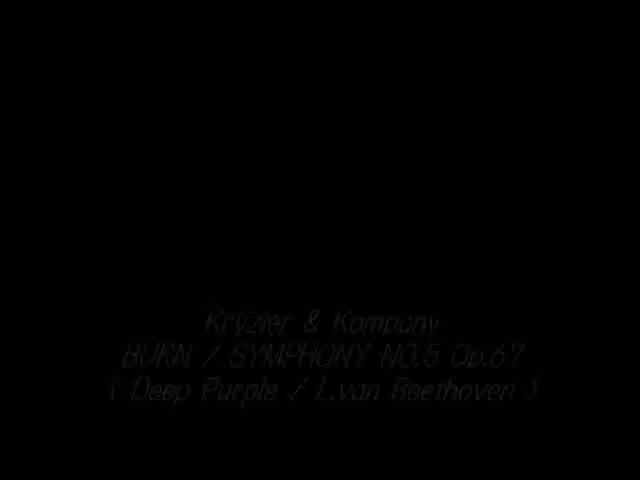 Kryzler & Kompany
BURN / SYMPHONY NO.5 Op.67
( Deep Purple / L.van Beethoven )